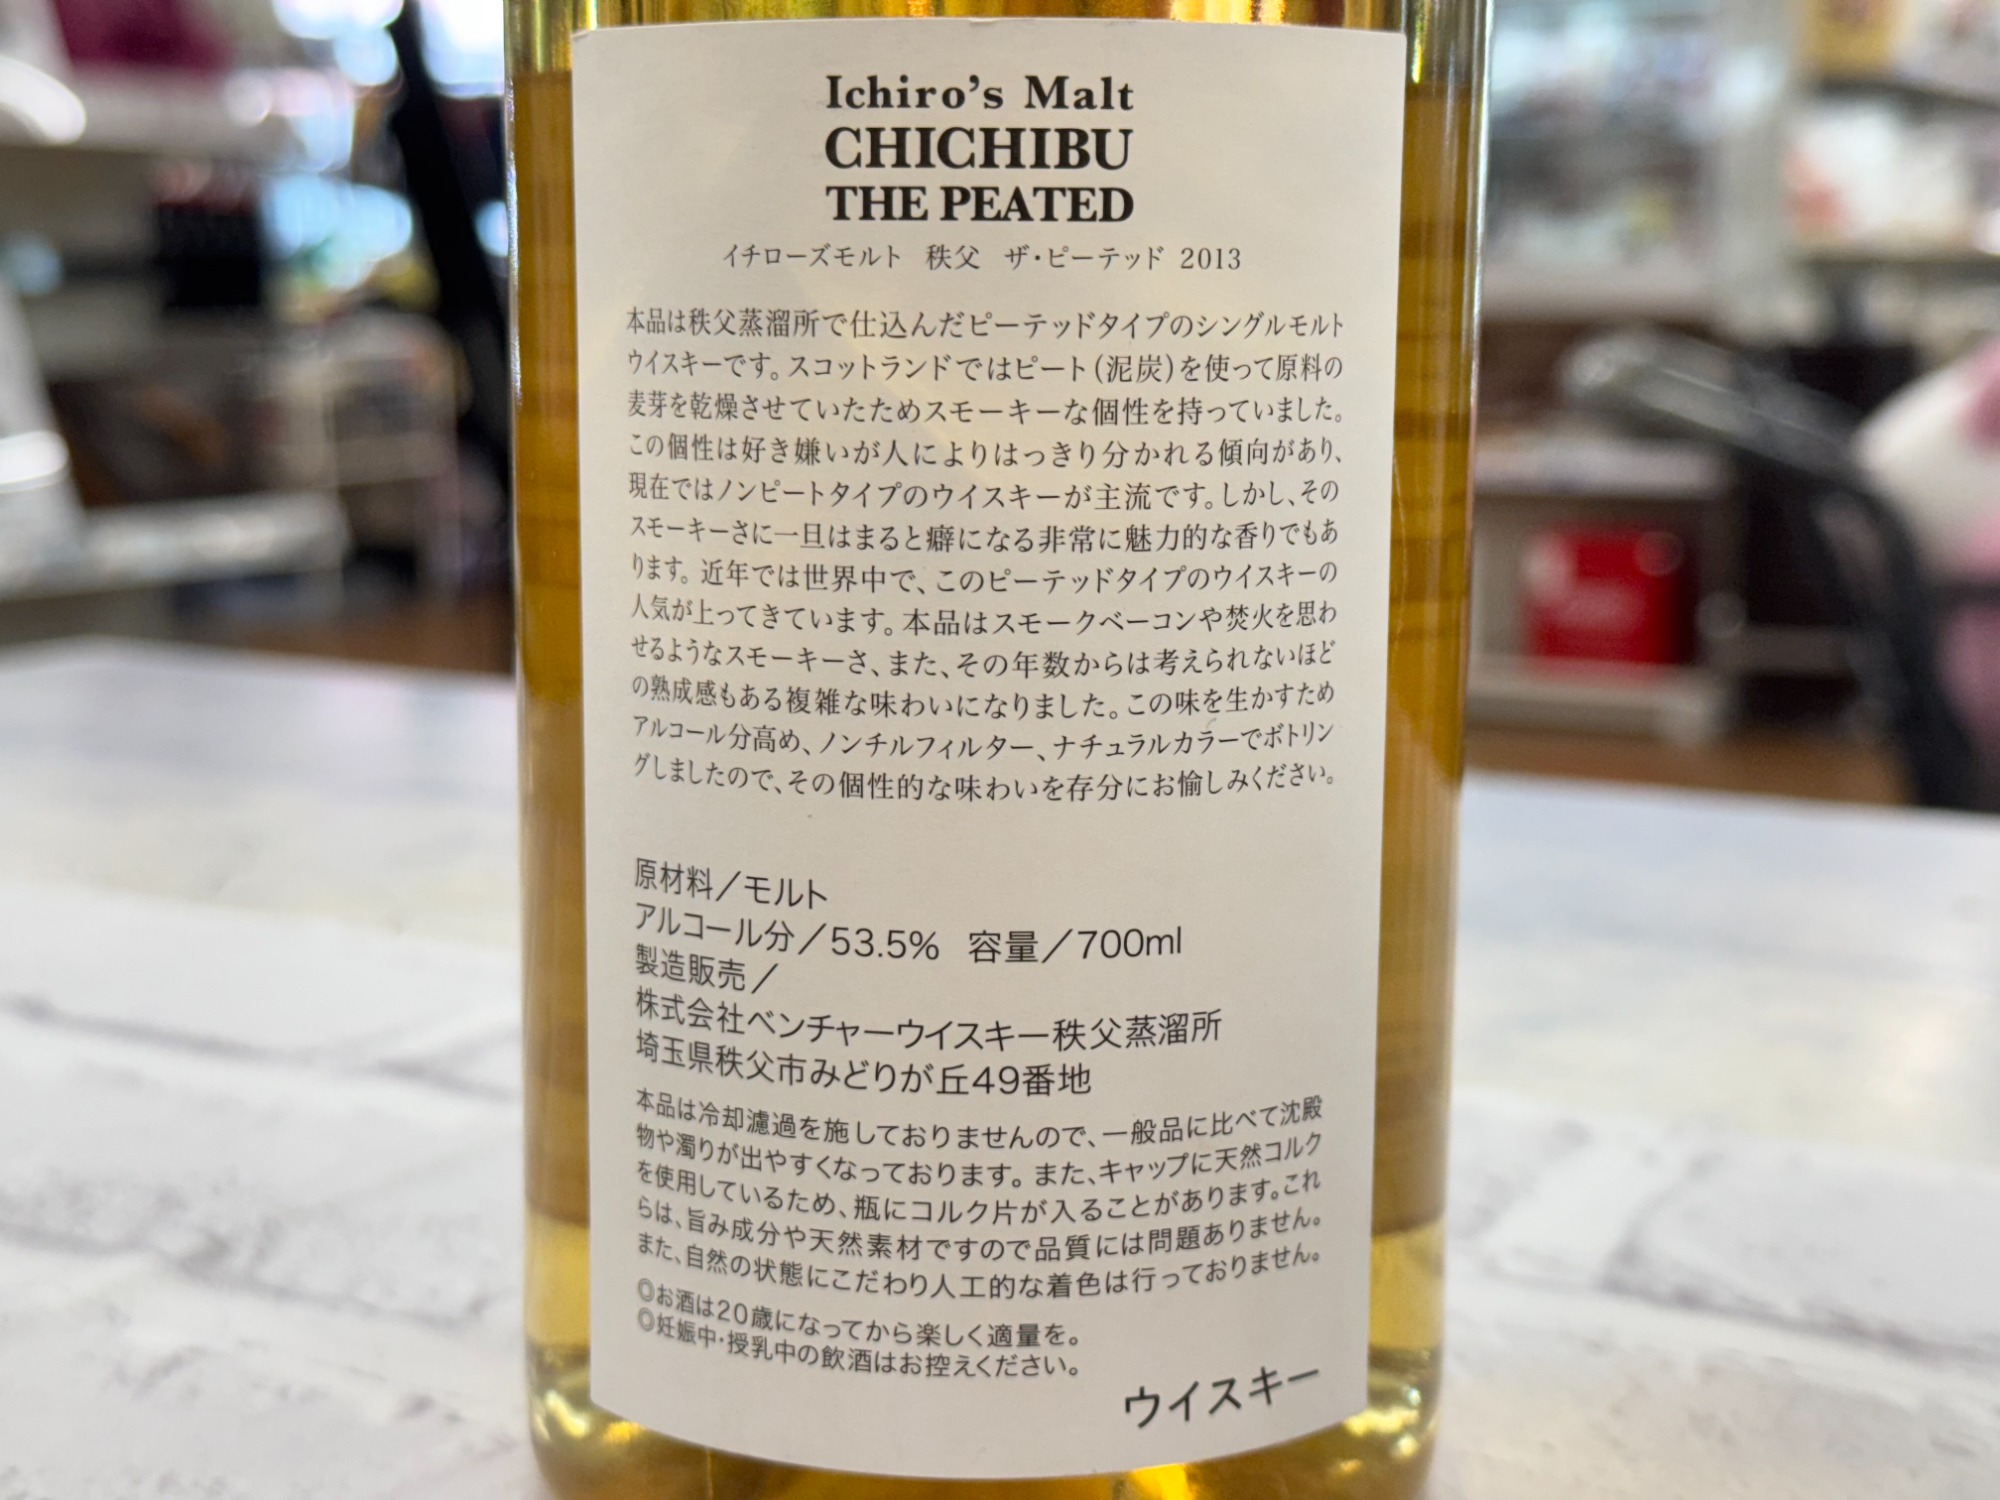 Ichiro's Malt
CHICHIBU
THE PEATED
イチローズモルト 秩父 ザ・ピーテッド 2013
本品は秩父蒸溜所で仕込んだピーテッドタイプのシングルモルト
ウイスキーです。スコットランドではピート(泥炭)を使って原料の
麦芽を乾燥させていたためスモーキーな個性を持っていました。
この個性は好き嫌いが人によりはっきり分かれる傾向があり、
現在ではノンピートタイプのウイスキーが主流です。しかし、その
スモーキーさに一旦はまると癖になる非常に魅力的な香りでもあ
ります。近年では世界中で、このピーテッドタイプのウイスキーの
人気が上ってきています。本品はスモークベーコンや焚火を思わ
せるようなスモーキーさ、また、その年数からは考えられないほど
の熟成感もある複雑な味わいになりました。この味を生かすため
アルコール分高め、ノンチルフィルター、ナチュラルカラーでボトリン
グしましたので、その個性的な味わいを存分にお愉しみください。
原材料／モルト
アルコール分／53.5% 容量／700ml
製造販売／
株式会社ベンチャーウイスキー秩父蒸溜所
埼玉県秩父市みどりが丘49番地
本品は冷却濾過を施しておりませんので、一般品に比べて沈殿
物や濁りが出やすくなっております。また、キャップに天然コルク
を使用しているため、瓶にコルク片が入ることがあります。これ
らは、旨み成分や天然素材ですので品質には問題ありません。
また、自然の状態にこだわり人工的な着色は行っておりません。
◎お酒は20歳になってから楽しく適量を。
◎妊娠中・授乳中の飲酒はお控えください。
ウイスキー